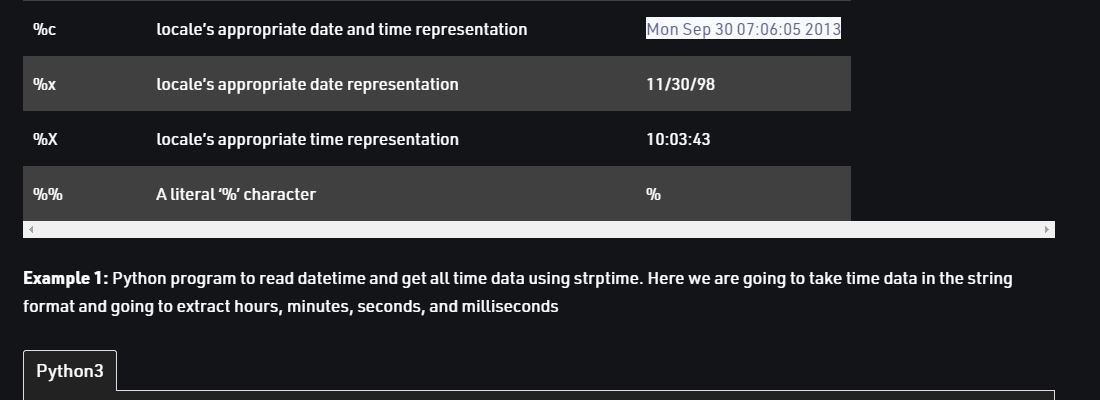 %c locale's appropriate date and time representation Mon Sep 30 07:06:05 2013
%x locale's appropriate date representation 11/30/98
%X locale's appropriate time representation 10:03:43
%% A literal '%' character %
Example 1: Python program to read datetime and get all time data using strptime. Here we are going to take time data in the string
format and going to extract hours, minutes, seconds, and milliseconds
Python3